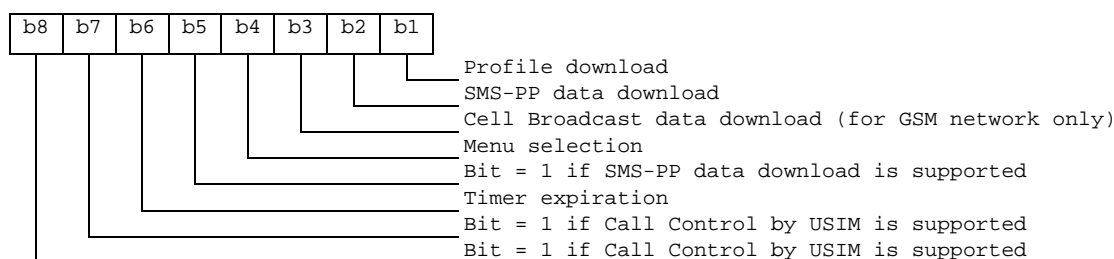 b8 b7 b6 b5 b4 b3 b2 b1
Profile download
SMS-PP data download
Cell Broadcast data download (for GSM network only)
Menu selection
Bit = 1 if SMS-PP data download is supported
Timer expiration
Bit = 1 if Call Control by USIM is supported
Bit = 1 if Call Control by USIM is supported